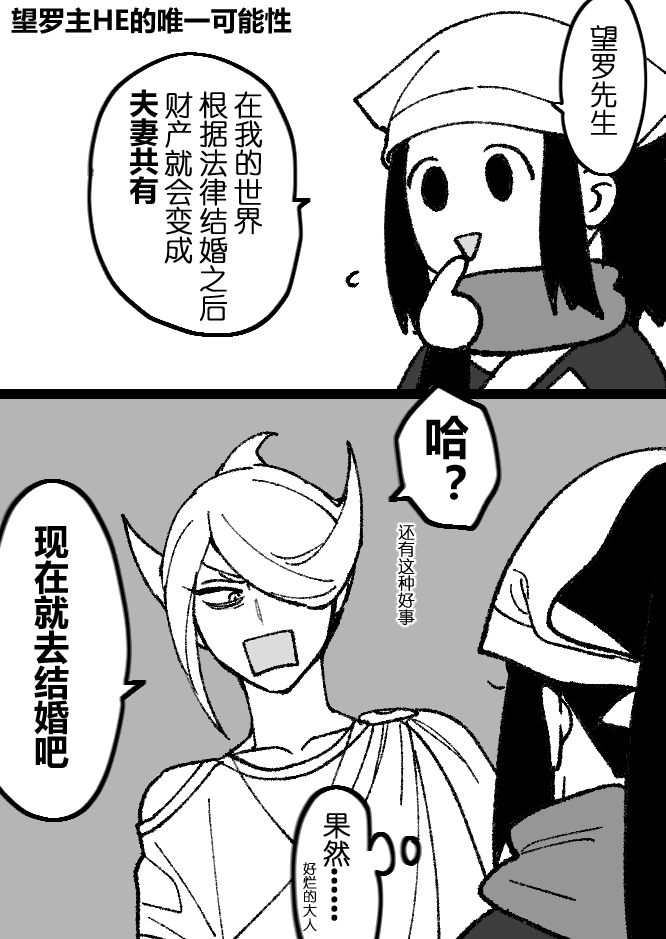 望罗主HE的唯一可能性
望罗先生
在我的世界
根据法律结婚之后
财产就会变成
夫妻共有
哈？
还有这种好事
现在就去结婚吧
果然……
好烂的大人